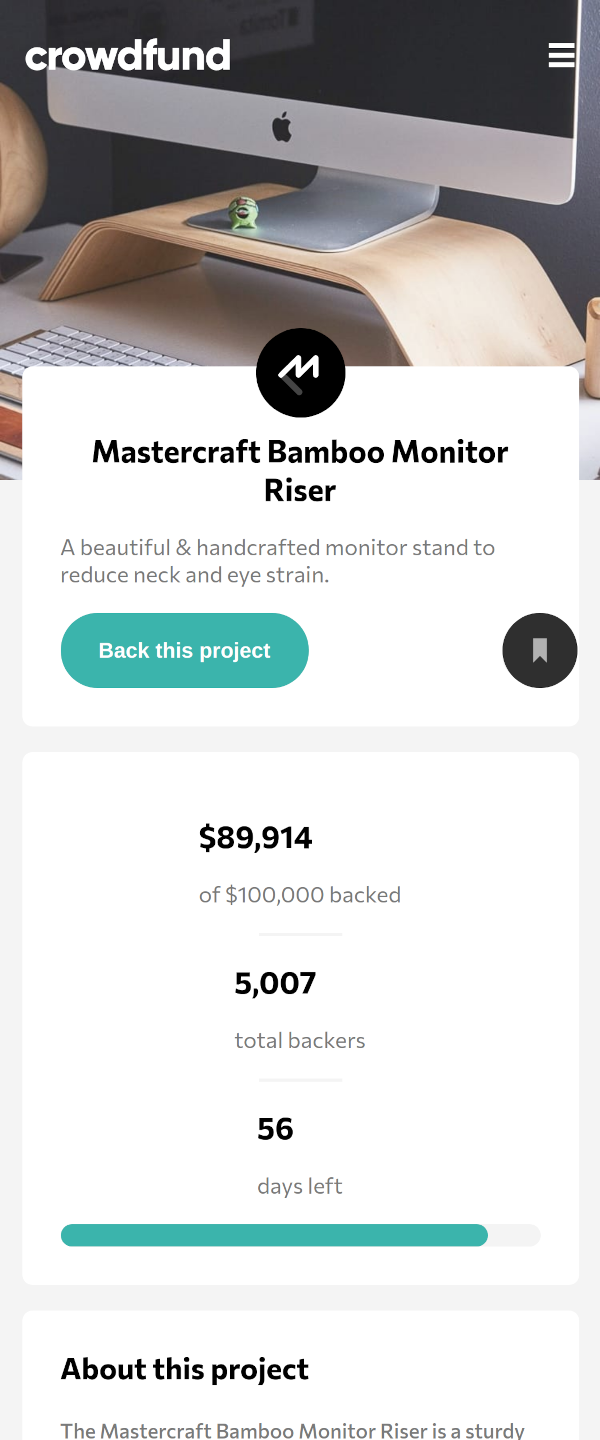 crowdfund
Mastercraft Bamboo Monitor
Riser
A beautiful & handcrafted monitor stand to
reduce neck and eye strain.
Back this project
$89,914
of $100,000 backed
5,007
total backers
56
days left
About this project
The Mastercraft Bamboo Monitor Riser is a sturdy